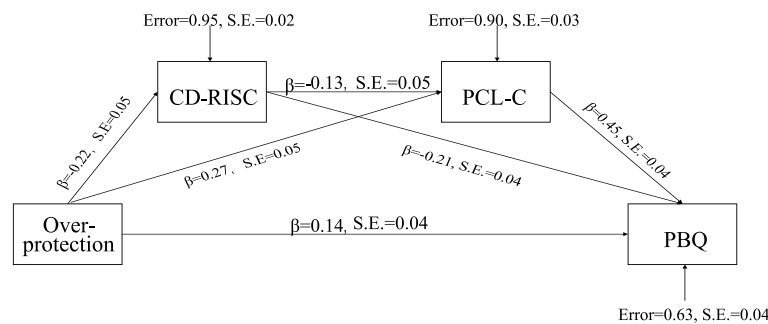 Error=0.95, S.E.=0.02
Error=0.90, S.E.=0.03
CD-RISC
β=-0.13, S.E.=0.05
PCL-C
β=-0.22, S.E=0.05
β=0.27, S.E=0.05
β=-0.21, S.E.=0.04
β=0.45, S.E.=0.04
Over-
protection
β=0.14, S.E.=0.04
PBQ
Error=0.63, S.E.=0.04